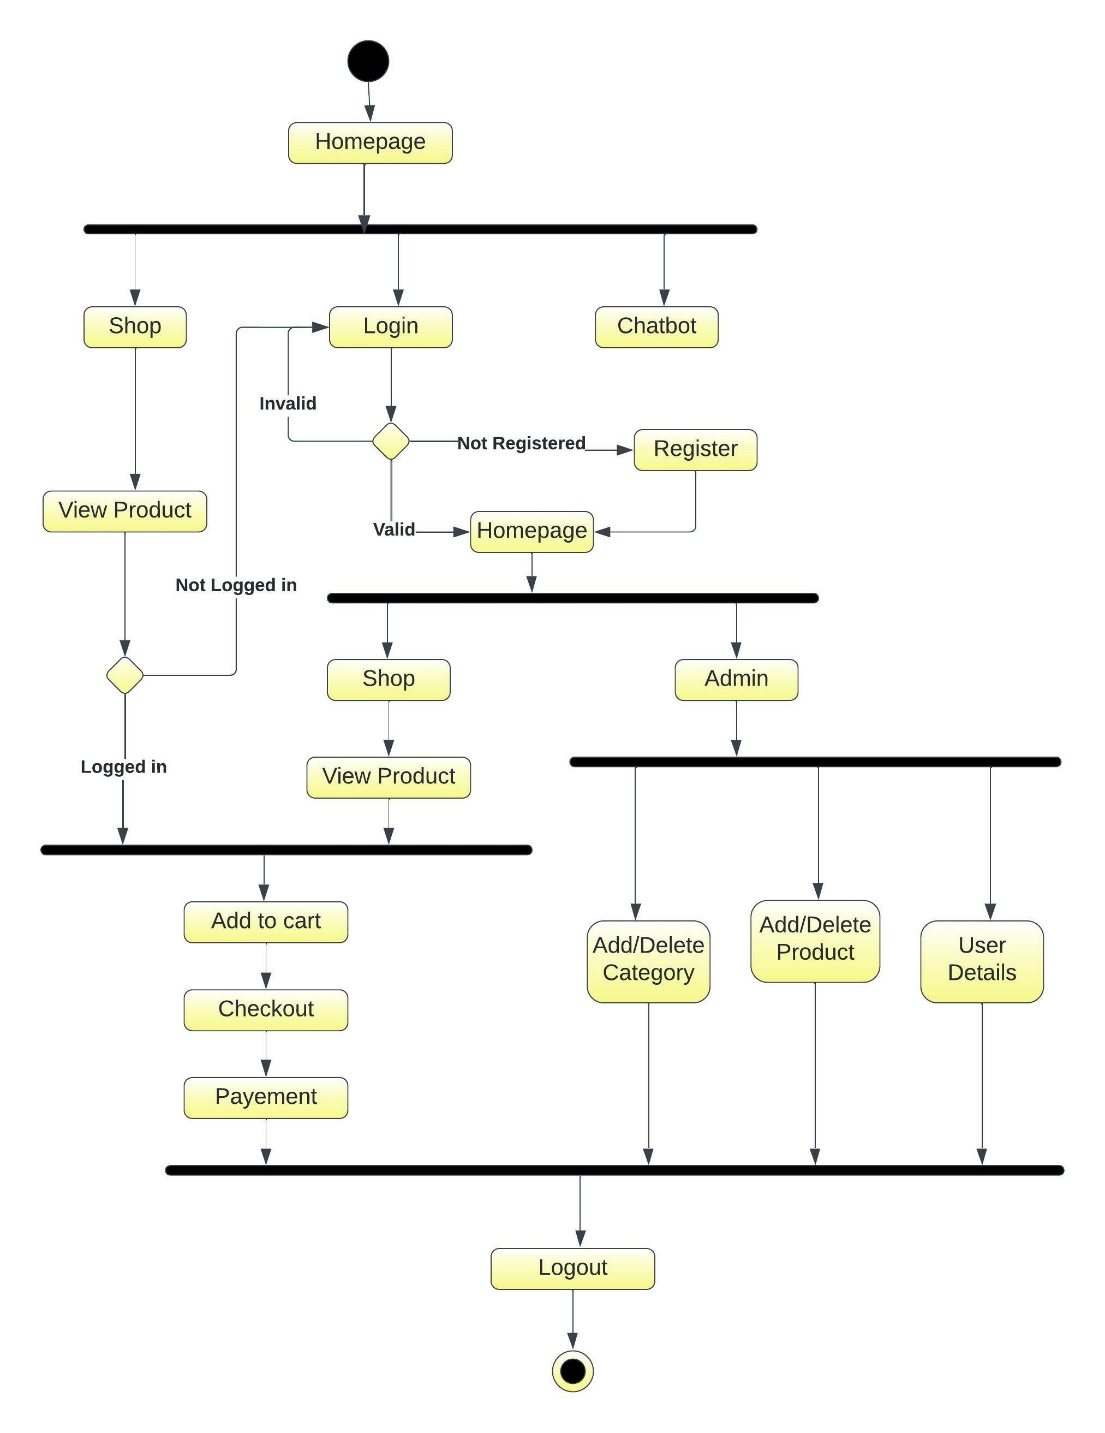 Homepage
Shop
Login
Chatbot
Invalid
Not Registered
Register
View Product
Valid
Homepage
Not Logged in
Shop
Admin
Logged in
View Product
Add to cart
Add/Delete
Category
Add/Delete
Product
User
Details
Checkout
Payement
Logout